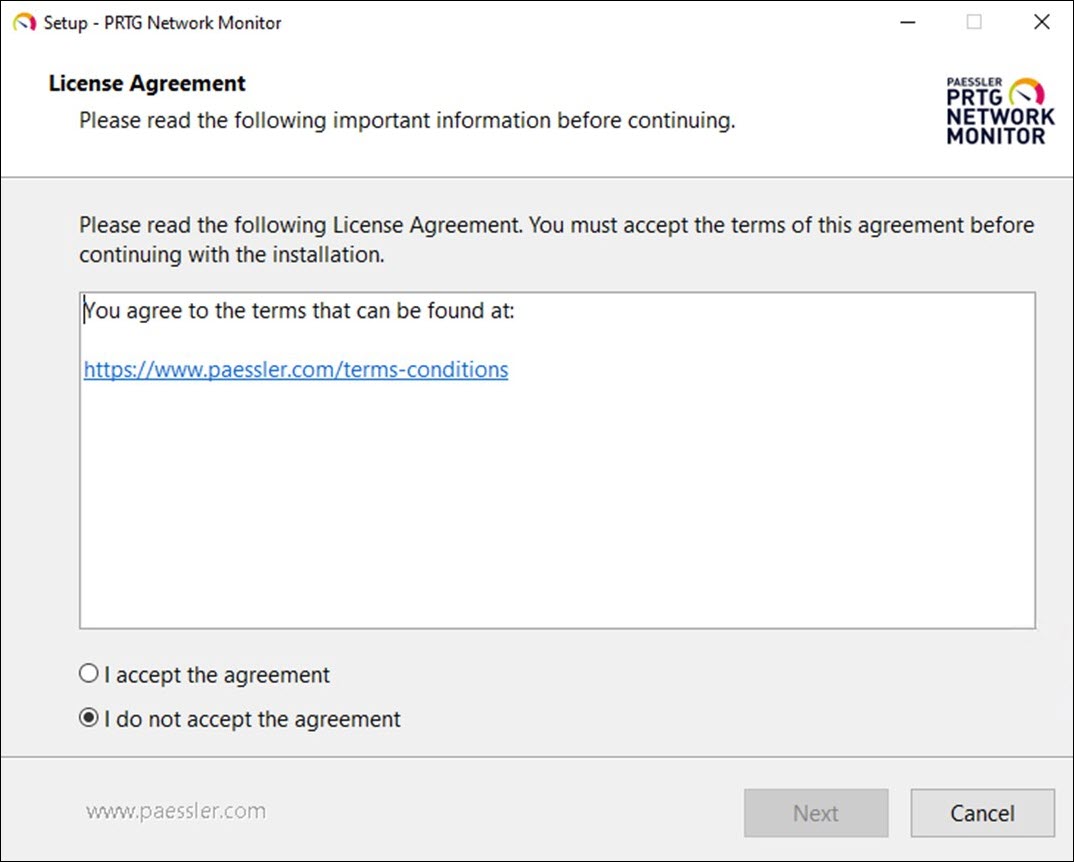 Setup - PRTG Network Monitor
License Agreement
Please read the following important information before continuing.
PAESSLER
PRTG
NETWORK
MONITOR
Please read the following License Agreement. You must accept the terms of this agreement before
continuing with the installation.
You agree to the terms that can be found at:
https://www.paessler.com/terms-conditions
I accept the agreement
I do not accept the agreement
www.paessler.com
Next
Cancel